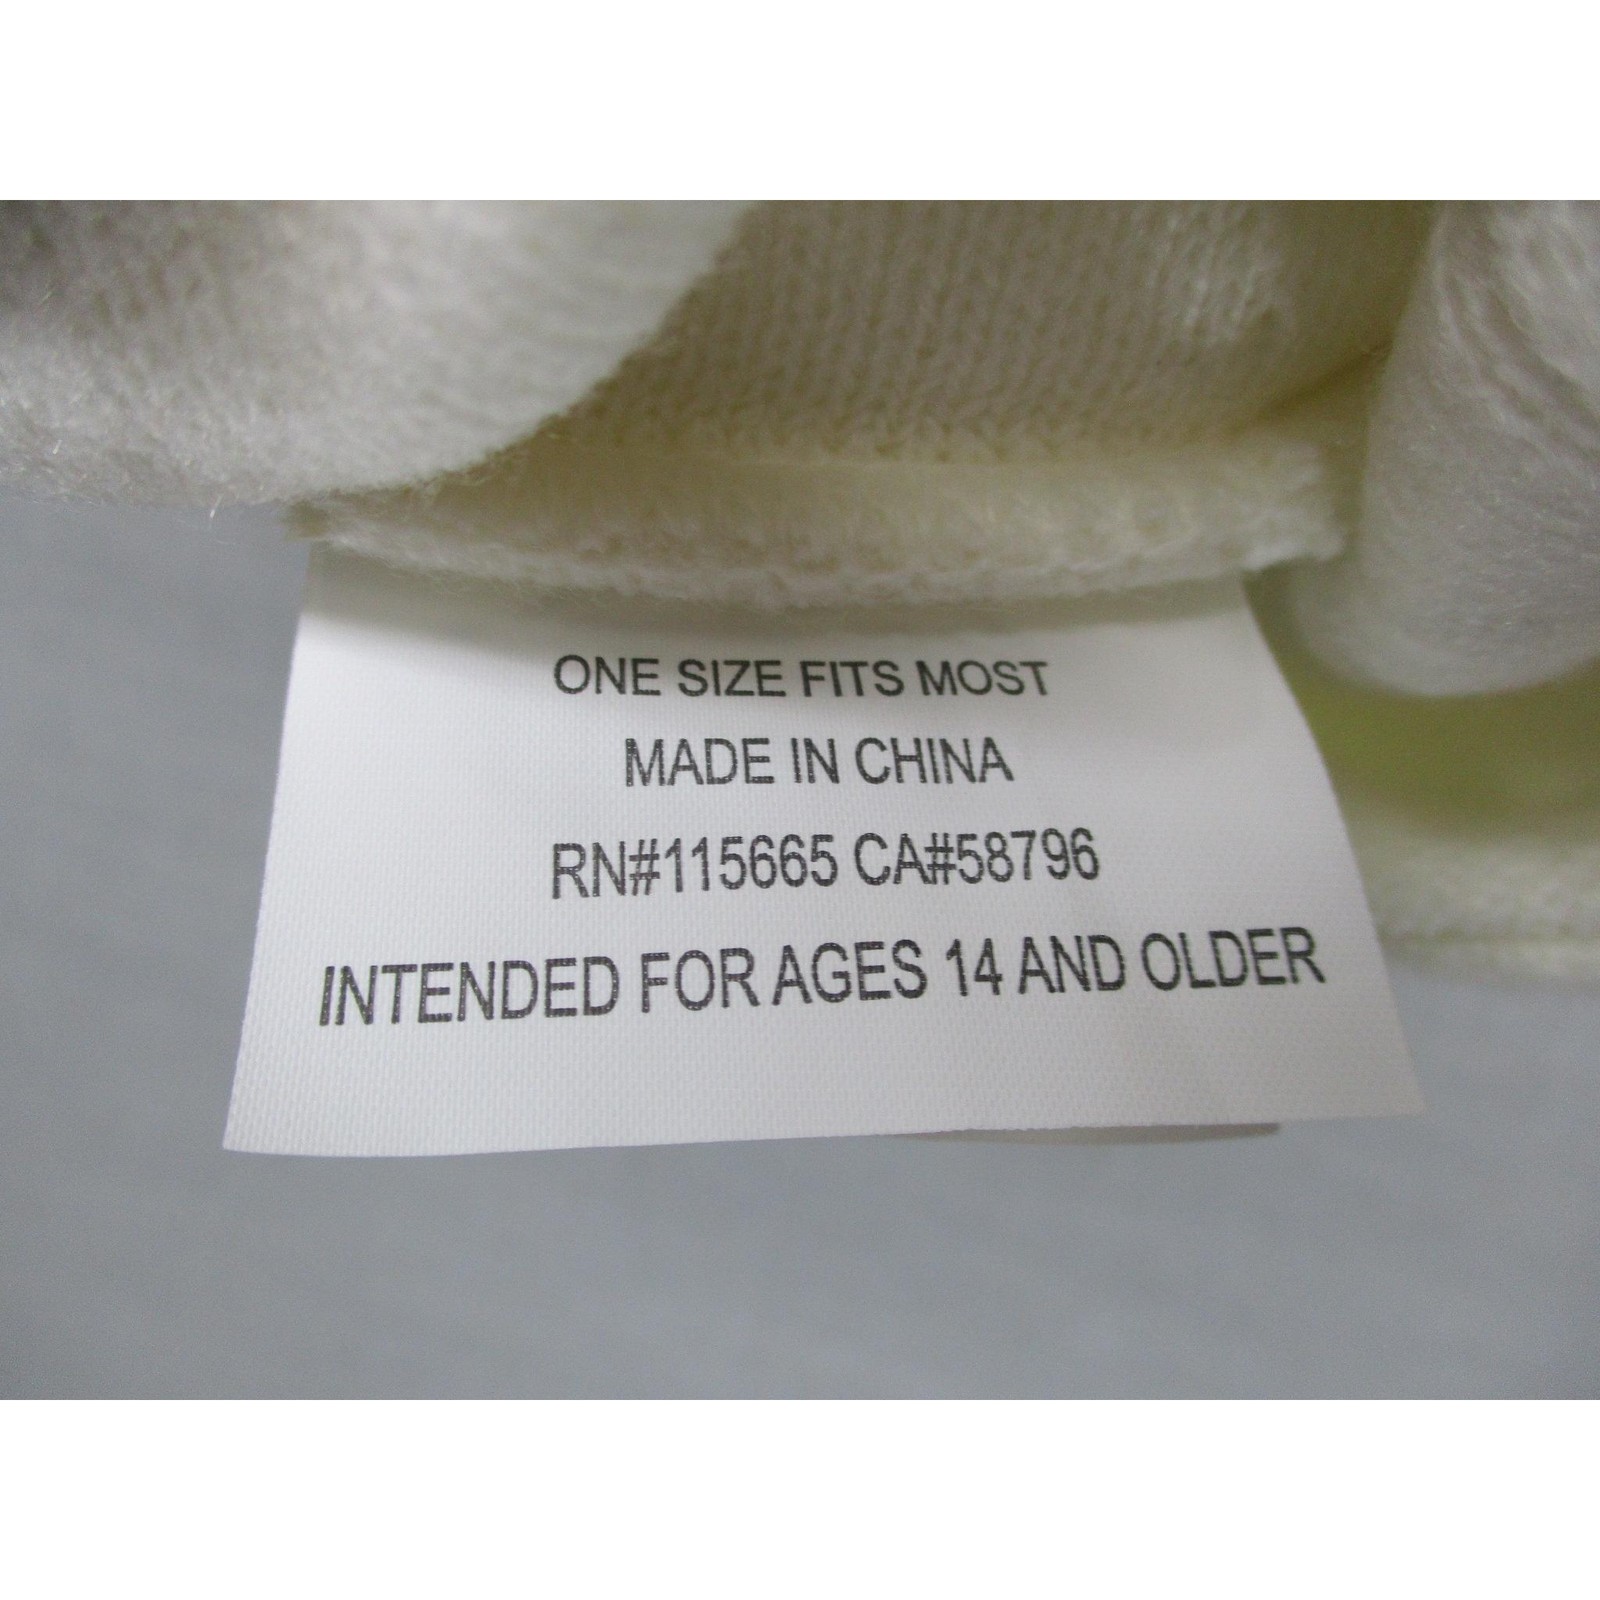 ONE SIZE FITS MOST
MADE IN CHINA
RN#115665 CA#58796
INTENDED FOR AGES 14 AND OLDER